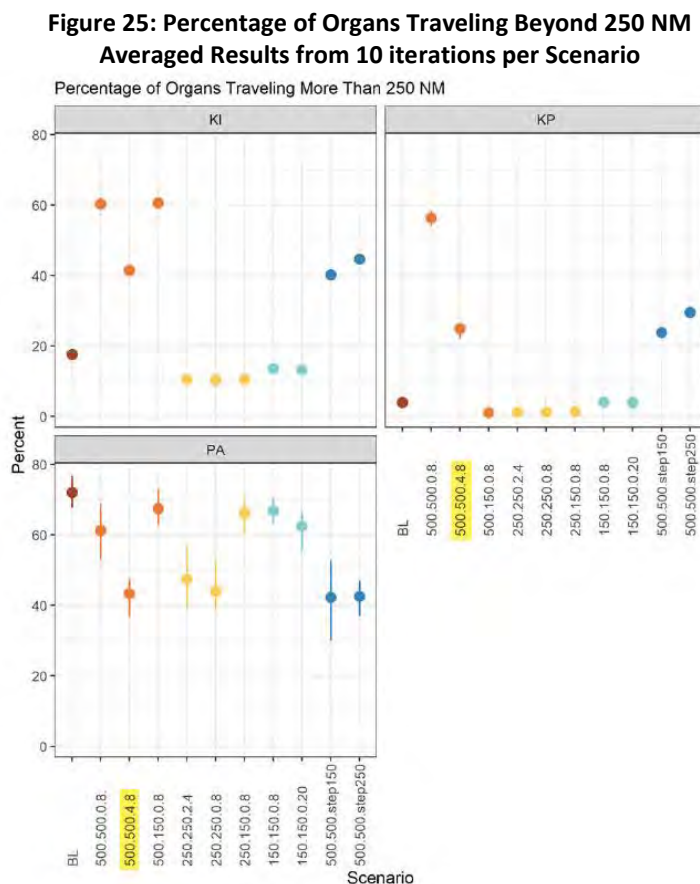 Figure 25: Percentage of Organs Traveling Beyond 250 NM
Averaged Results from 10 iterations per Scenario
Percentage of Organs Traveling More Than 250 NM
KI
KP
80
60
40
20
0
Percent
PA
80
60
40
20
0
BL
500.500.0.8.
500.500.4.8
500.150.0.8
250.250.2.4
250.250.0.8
250.150.0.8
150.150.0.8
150.150.0.20
500.500.step150
500.500.step250
BL
500.500.0.8.
500.500.4.8
500.150.0.8
250.250.2.4
250.250.0.8
250.150.0.8
150.150.0.8
150.150.0.20
500.500.step150
500.500.step250
Scenario